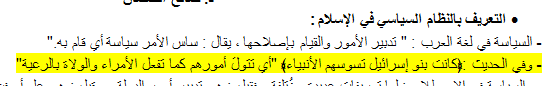 • التعريف بالنظام السياسي في الإسلام :
- السياسة في لغة العرب : " تدبير الأمور والقيام بإصلاحها ، يقال : ساس الأمر سياسة أي قام به."
- وفي الحديث :﴿كانت بنو إسرائيل تسوسهم الأنبياء﴾ "أي تتولّ أمورهم كما تفعل الأمراء والولاة بالرعية"